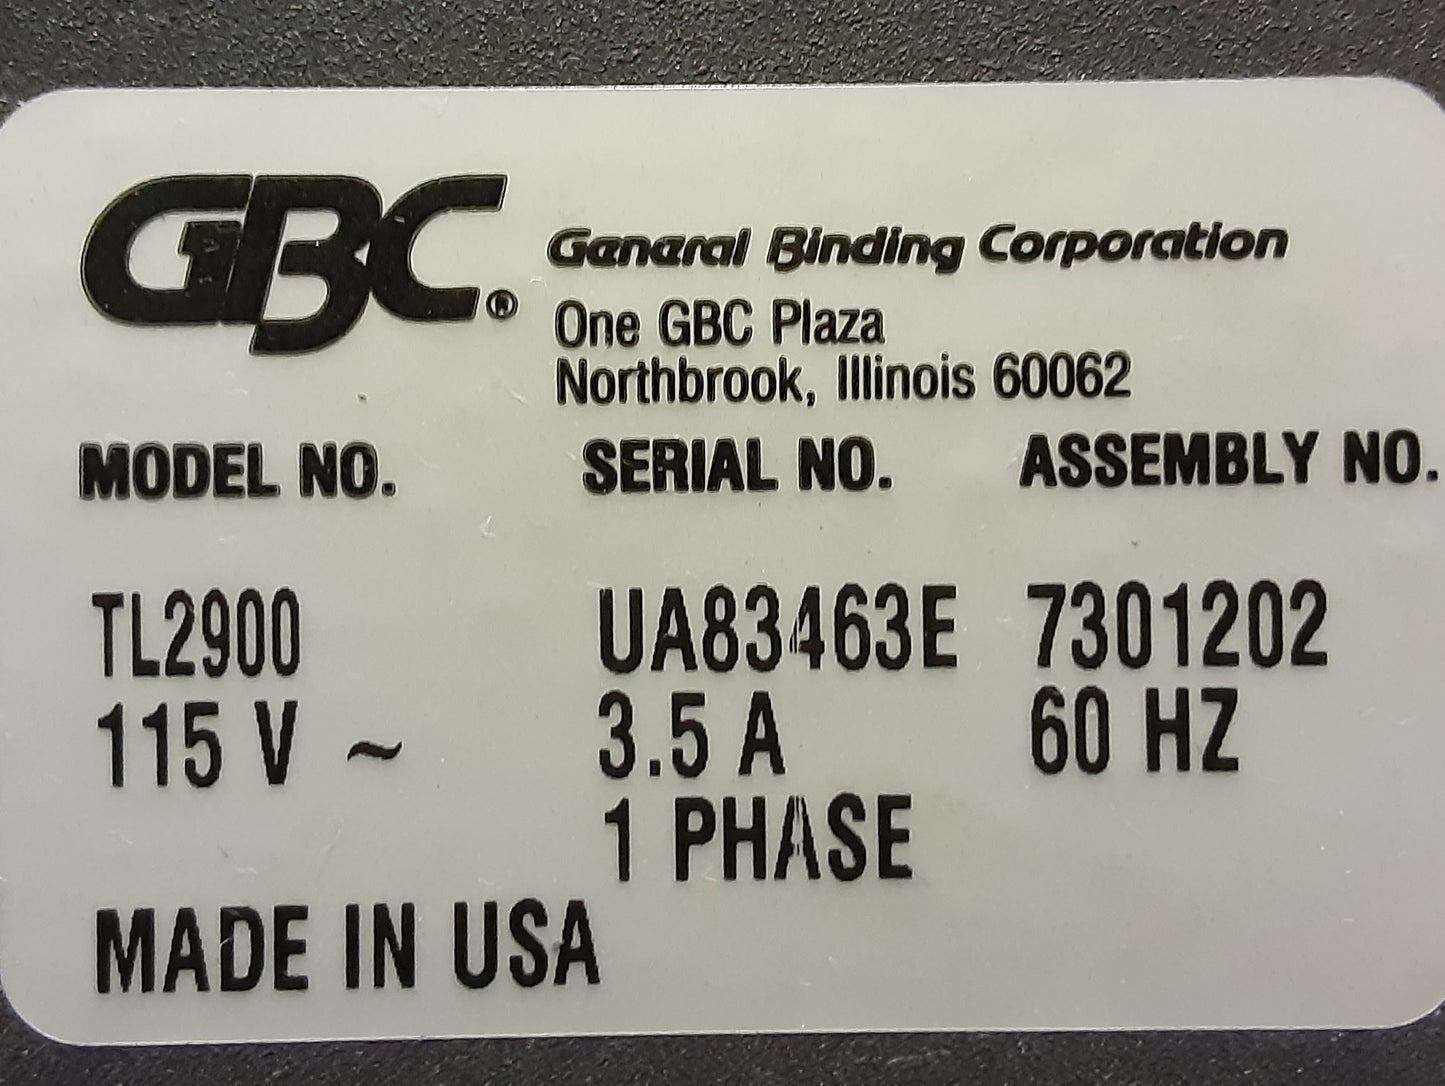 GBC®
General Binding Corporation
One GBC Plaza
Northbrook, Illinois 60062
MODEL NO. SERIAL NO. ASSEMBLY NO.
TL2900 UA83463E 7301202
115 V ~ 3.5 A 60 HZ
1 PHASE
MADE IN USA